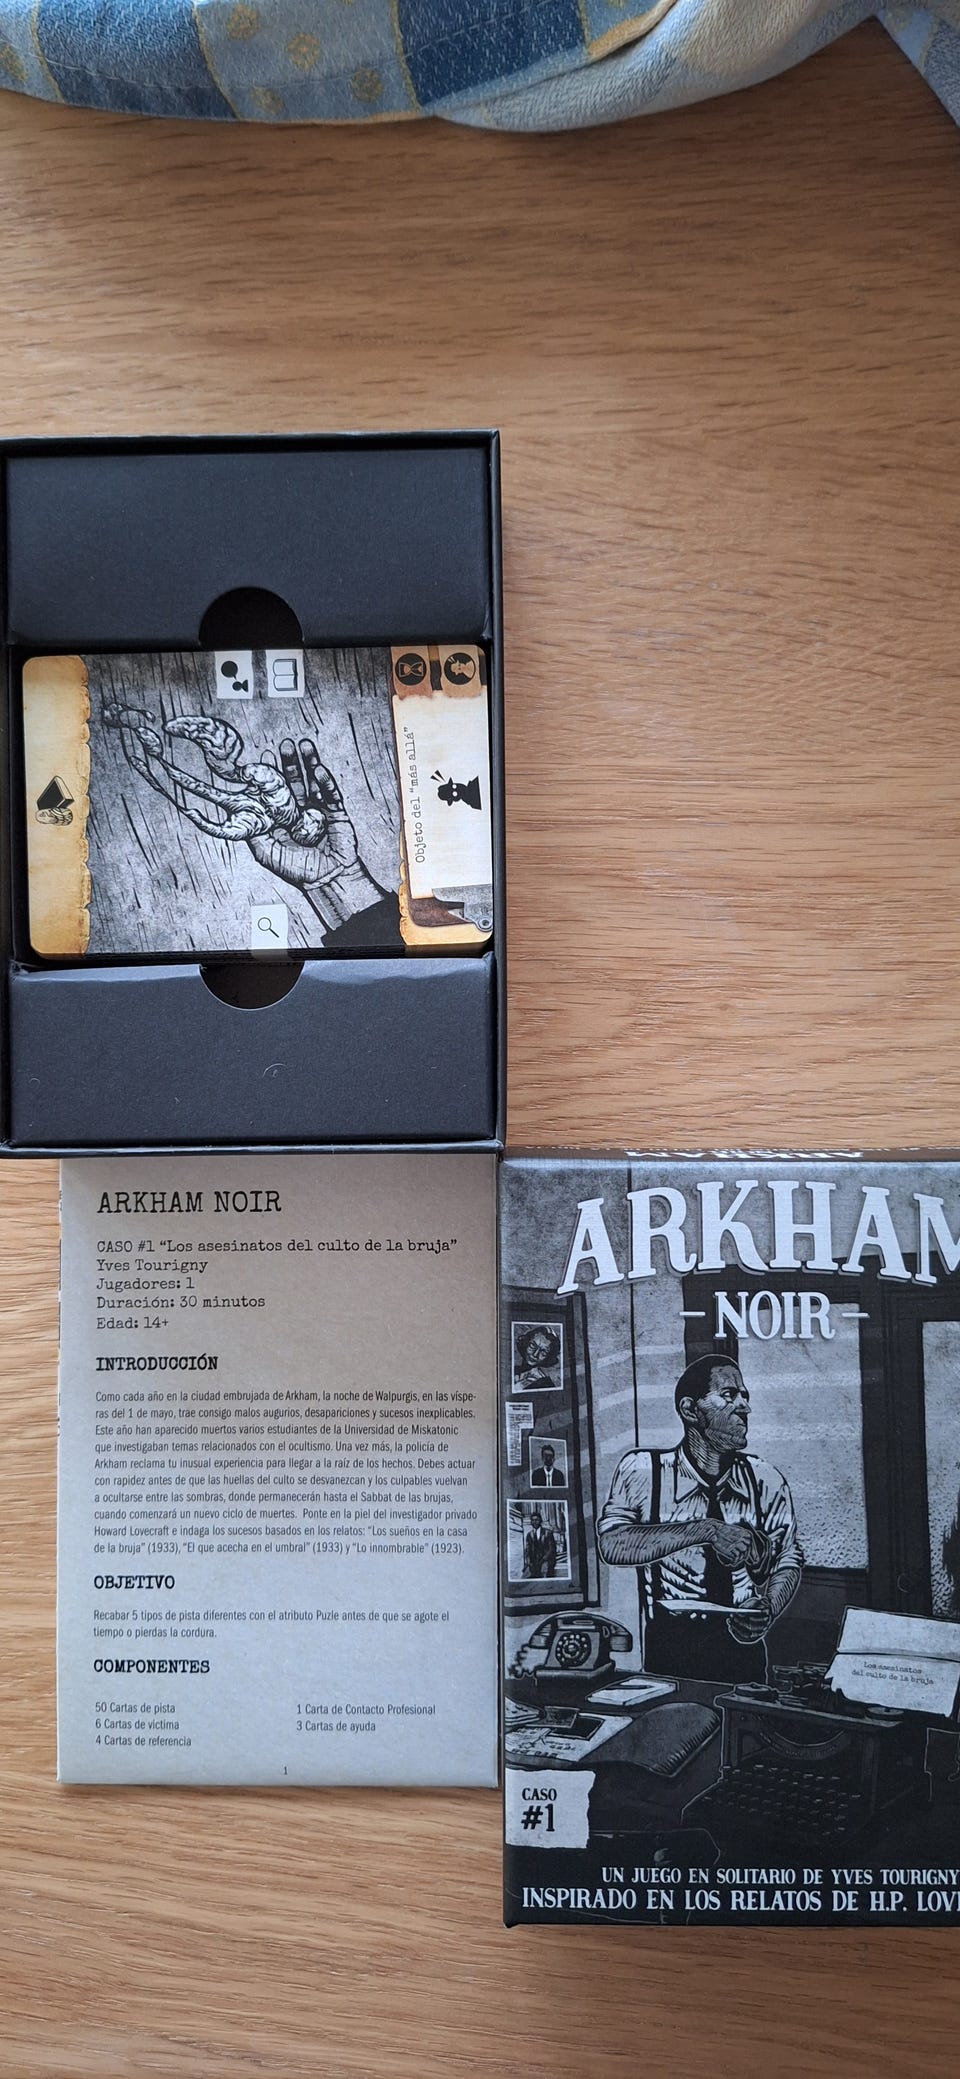 Objeto del "más allá"
ARKHAM NOIR
CASO #1 “Los asesinatos del culto de la bruja”
Yves Tourigny
Jugadores: 1
Duración: 30 minutos
Edad: 14+
INTRODUCCIÓN
Como cada año en la ciudad embrujada de Arkham, la noche de Walpurgis, en las víspe-
ras del 1 de mayo, trae consigo malos augurios, desapariciones y sucesos inexplicables.
Este año han aparecido muertos varios estudiantes de la Universidad de Miskatonic
que investigaban temas relacionados con el ocultismo. Una vez más, la policía de
Arkham reclama tu inusual experiencia para llegar a la raíz de los hechos. Debes actuar
con rapidez antes de que las huellas del culto se desvanezcan y los culpables vuelvan
a ocultarse entre las sombras, donde permanecerán hasta el Sabbat de las brujas,
cuando comenzará un nuevo ciclo de muertes. Ponte en la piel del investigador privado
Howard Lovecraft e indaga los sucesos basados en los relatos: “Los sueños en la casa
de la bruja” (1933), “El que acecha en el umbral” (1933) y “Lo innombrable” (1923).
OBJETIVO
Recabar 5 tipos de pista diferentes con el atributo Puzle antes de que se agote el
tiempo o pierdas la cordura.
COMPONENTES
50 Cartas de pista
6 Cartas de victima
4 Cartas de referencia
1 Carta de Contacto Profesional
3 Cartas de ayuda
1
ARKHAM
ARKHAM
- NOIR -
Los asesinatos
del culto de la bruja
CASO
#1
UN JUEGO EN SOLITARIO DE YVES TOURIGNY
INSPIRADO EN LOS RELATOS DE H.P. LOV